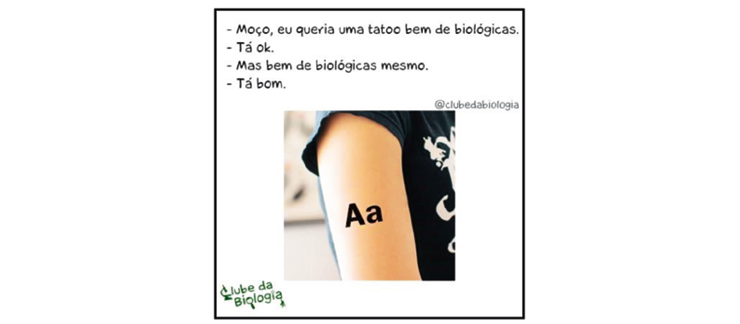 - Moço, eu queria uma tatoo bem de biológicas.
- Tá ok.
- Mas bem de biológicas mesmo.
- Tá bom.
@clubedabiologia
Aa
Clube da
Biologia